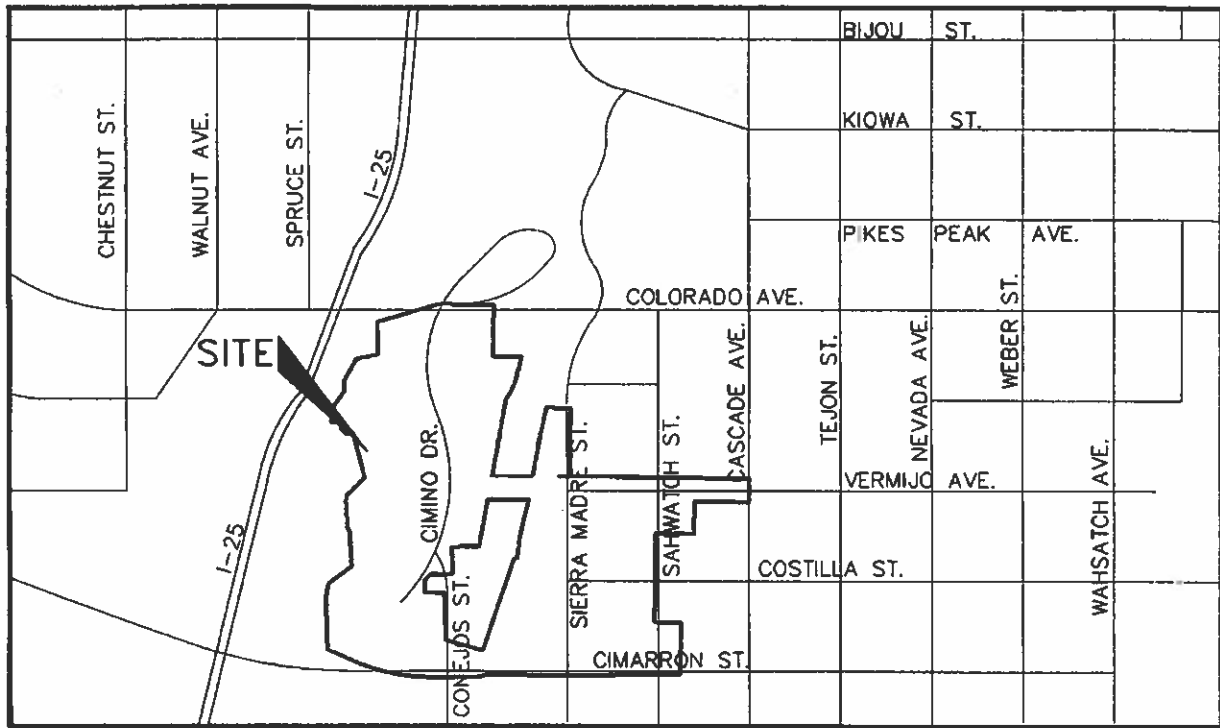 BIJOU ST.
KIOWA ST.
CHESTNUT ST.
WALNUT AVE.
SPRUCE ST.
I-25
PIKES PEAK AVE.
COLORADO AVE.
SITE
CIMINO DR.
SIERRA MADRE ST.
SAHWATCH ST.
CASCADE AVE.
TEJON ST.
NEVADA AVE.
WEBER ST.
VERMIJO AVE.
WAHSATCH AVE.
I-25
CONEJOS ST.
COSTILLA ST.
CIMARRON ST.